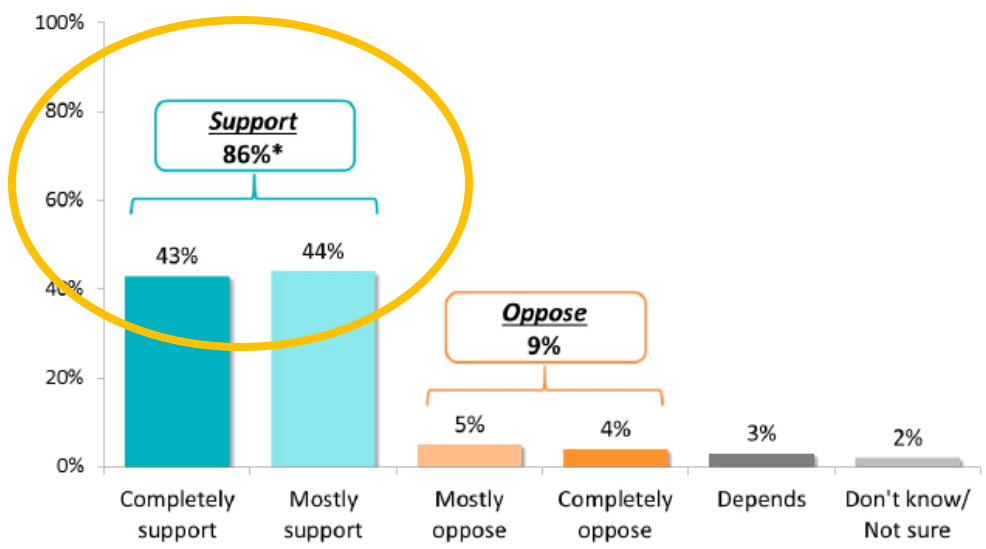 100%
80%
60%
40%
20%
0%
Support
86%*
43%
44%
Oppose
9%
5%
4%
3%
2%
Completely
support
Mostly
support
Mostly
oppose
Completely
oppose
Depends
Don't know/
Not sure